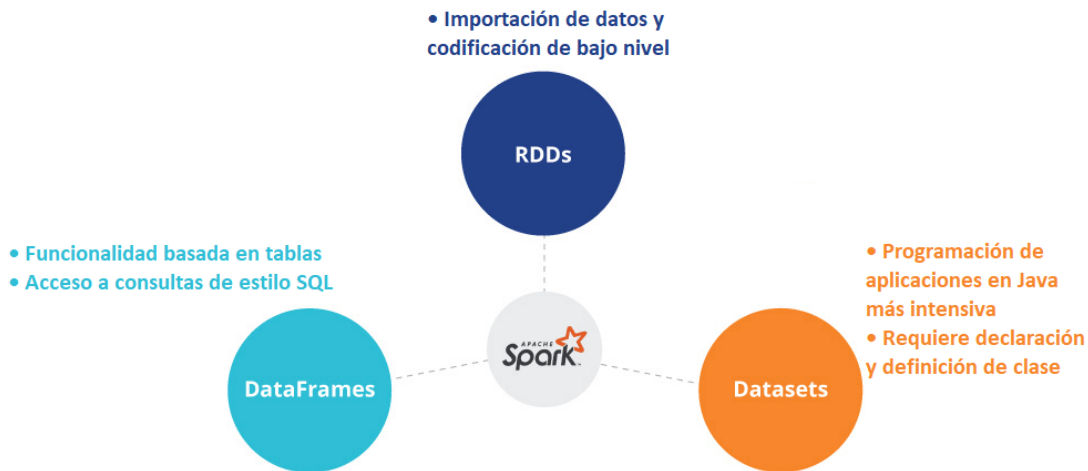 • Importación de datos y
codificación de bajo nivel
RDDs
• Funcionalidad basada en tablas
• Acceso a consultas de estilo SQL
DataFrames
APACHE
Spark™
• Programación de
aplicaciones en Java
más intensiva
• Requiere declaración
y definición de clase
Datasets